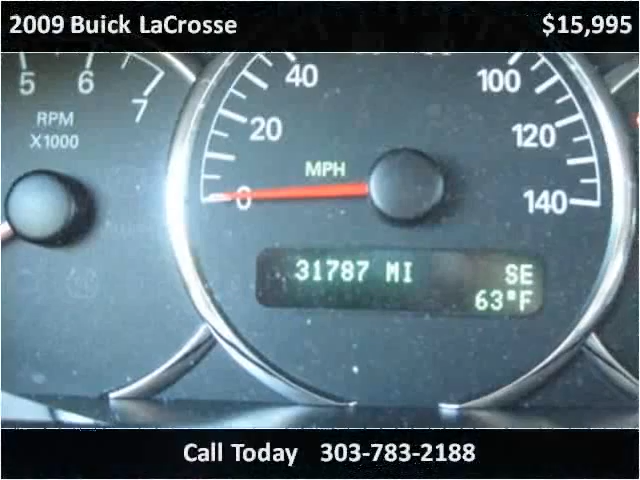 2009 Buick LaCrosse $15,995
5 6 7
RPM
X1000
0 20 40 100 120 140
MPH
31787 MI SE
63°F
Call Today 303-783-2188